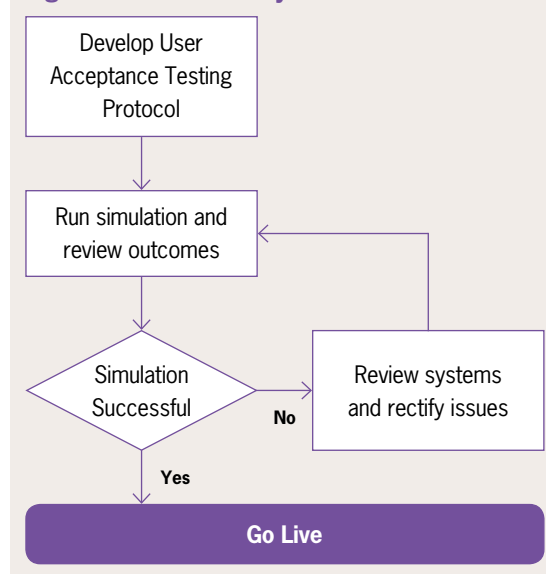 Develop User
Acceptance Testing
Protocol
Run simulation and
review outcomes
Simulation
Successful
No
Review systems
and rectify issues
Yes
Go Live